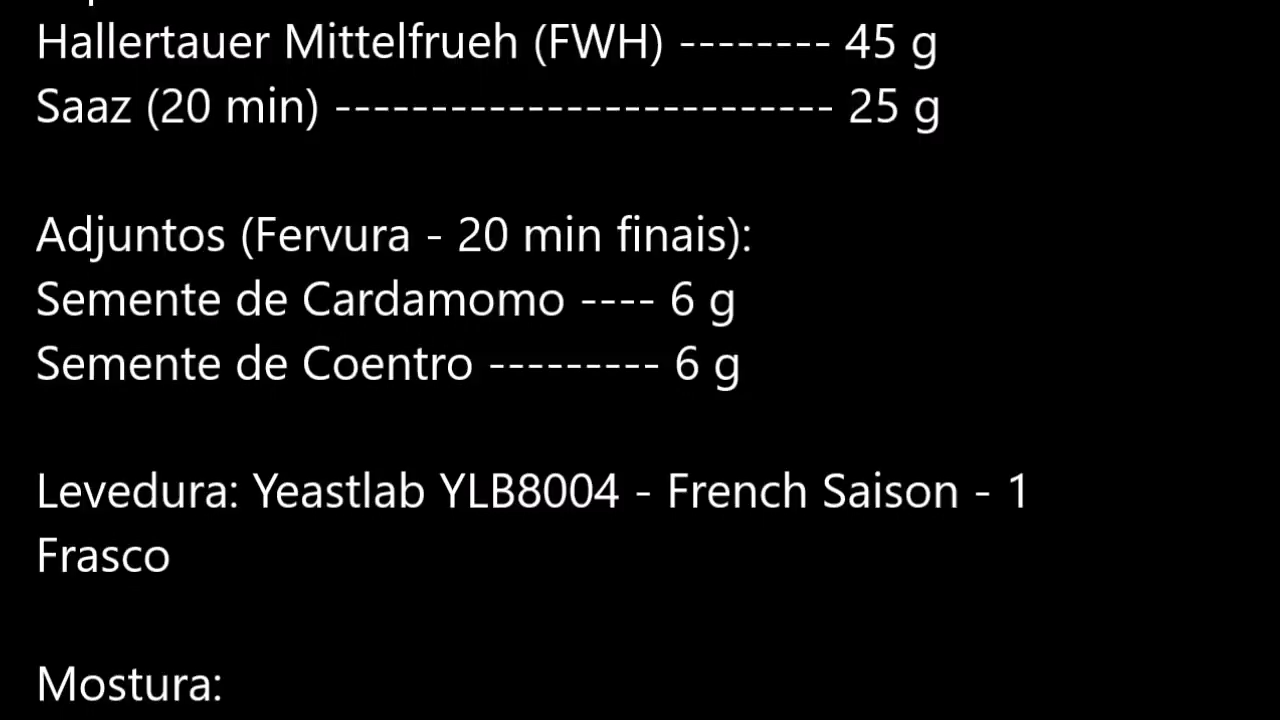 Hallertauer Mittelfrueh (FWH) -------- 45 g
Saaz (20 min) --------------------------- 25 g
Adjuntos (Fervura - 20 min finais):
Semente de Cardamomo ---- 6 g
Semente de Coentro --------- 6 g
Levedura: Yeastlab YLB8004 - French Saison - 1
Frasco
Mostura: